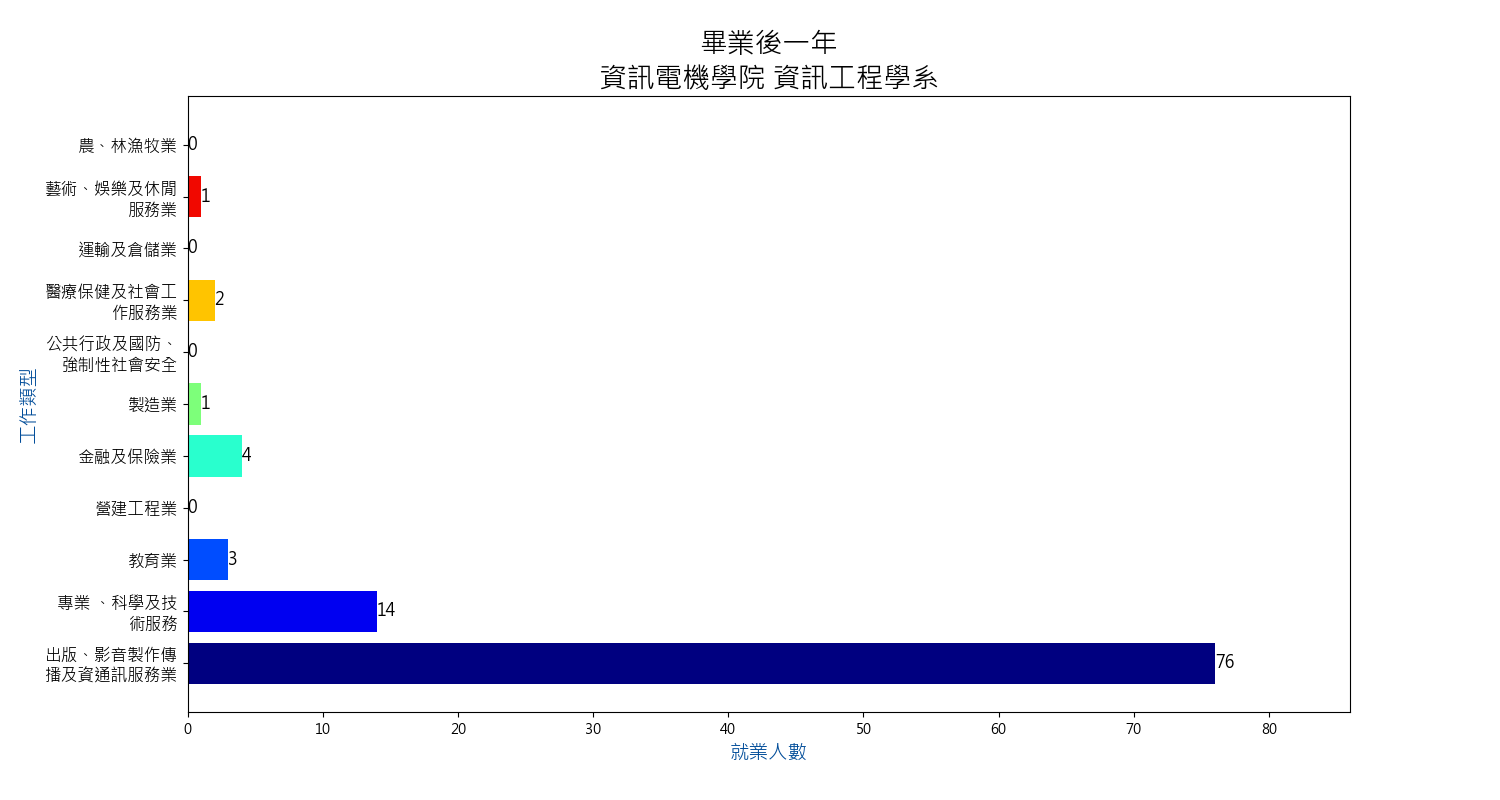 畢業後一年
資訊電機學院 資訊工程學系
農、林漁牧業
0
藝術、娛樂及休閒
服務業
1
運輸及倉儲業
0
醫療保健及社會工
作服務業
2
公共行政及國防、
強制性社會安全
0
製造業
1
金融及保險業
4
營建工程業
0
教育業
3
專業 、科學及技
術服務
14
出版、影音製作傳
播及資通訊服務業
76
工作類型
0 10 20 30 40 50 60 70 80
就業人數